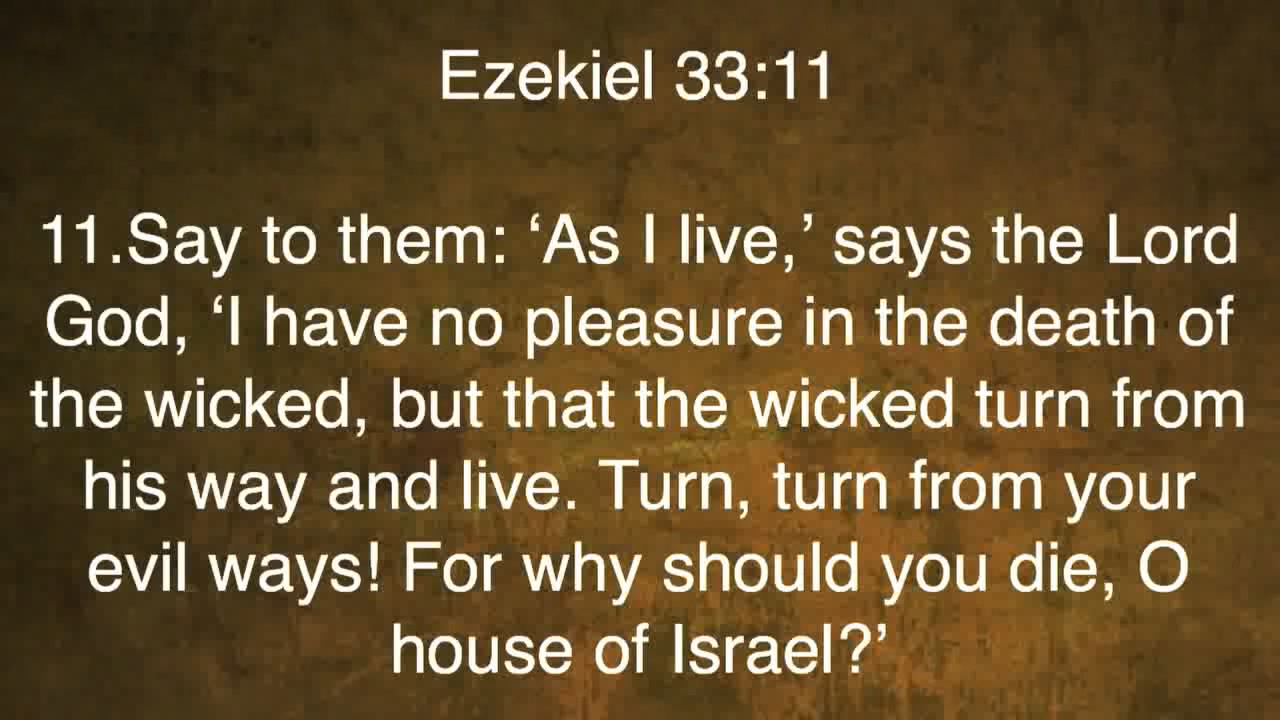 Ezekiel 33:11
11.Say to them: ‘As I live,’ says the Lord
God, ‘I have no pleasure in the death of
the wicked, but that the wicked turn from
his way and live. Turn, turn from your
evil ways! For why should you die, O
house of Israel?’